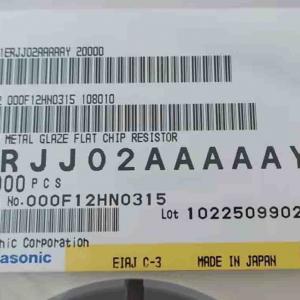 1ERJJ02AAAAAY 20000
000F12HN0315 108010
METAL GLAZE FLAT CHIP RESISTOR
RJJ02AAAAAY
000 PCS
No.000F12HN0315
Lot 1022509902
nic Corporation
asonic
EIAJ C-3
MADE IN JAPAN